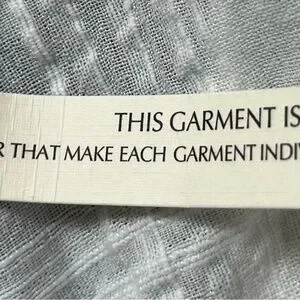 THIS GARMENT IS
R THAT MAKE EACH GARMENT INDIV